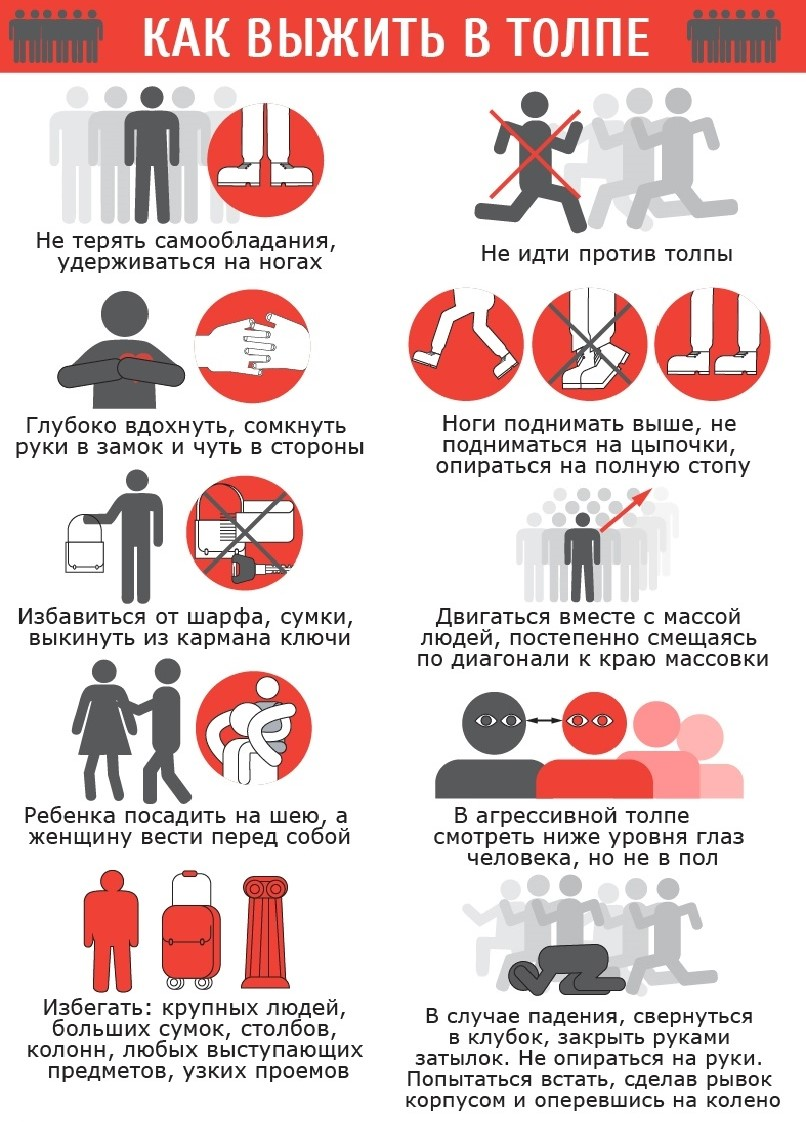 КАК ВЫЖИТЬ В ТОЛПЕ
Не терять самообладания,
удерживаться на ногах
Не идти против толпы
Глубоко вдохнуть, сомкнуть
руки в замок и чуть в стороны
Ноги поднимать выше, не
подниматься на цыпочки,
опираться на полную стопу
Избавиться от шарфа, сумки,
выкинуть из кармана ключи
Двигаться вместе с массой
людей, постепенно смещаясь
по диагонали к краю массовки
Ребенка посадить на шею, а
женщину вести перед собой
В агрессивной толпе
смотреть ниже уровня глаз
человека, но не в пол
Избегать: крупных людей,
больших сумок, столбов,
колонн, любых выступающих
предметов, узких проемов
В случае падения, свернуться
в клубок, закрыть руками
затылок. Не опираться на руки.
Попытаться встать, сделав рывок
корпусом и оперевшись на колено